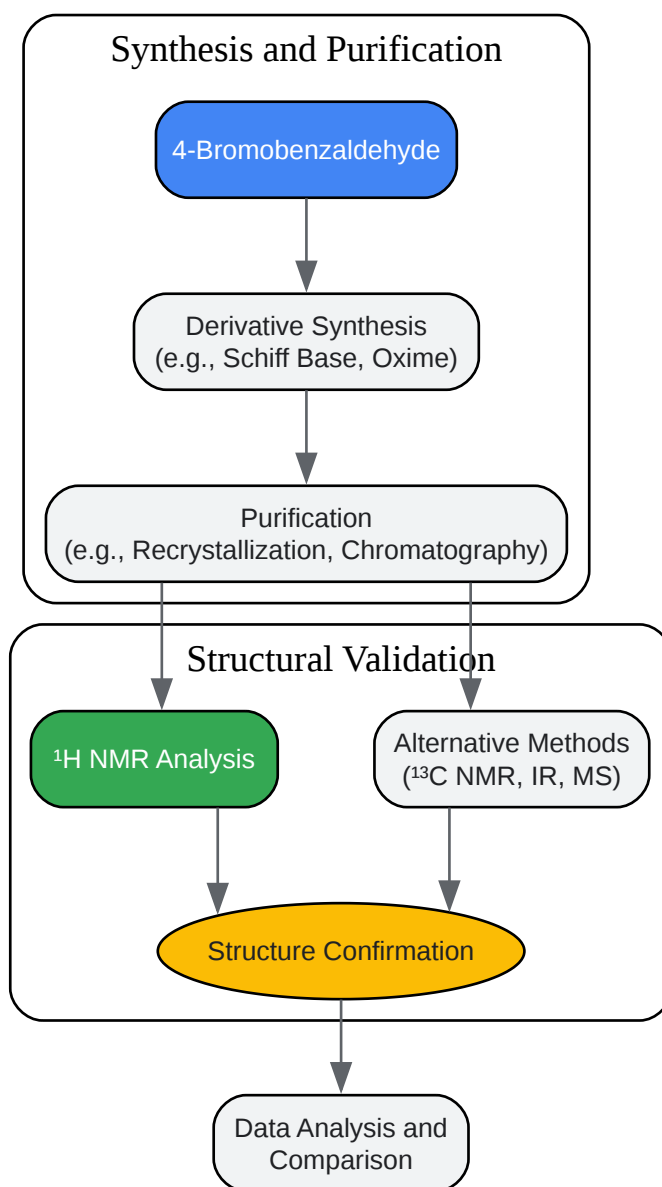 Synthesis and Purification
4-Bromobenzaldehyde
Derivative Synthesis
(e.g., Schiff Base, Oxime)
Purification
(e.g., Recrystallization, Chromatography)
Structural Validation
¹H NMR Analysis
Alternative Methods
(¹³C NMR, IR, MS)
Structure Confirmation
Data Analysis and
Comparison